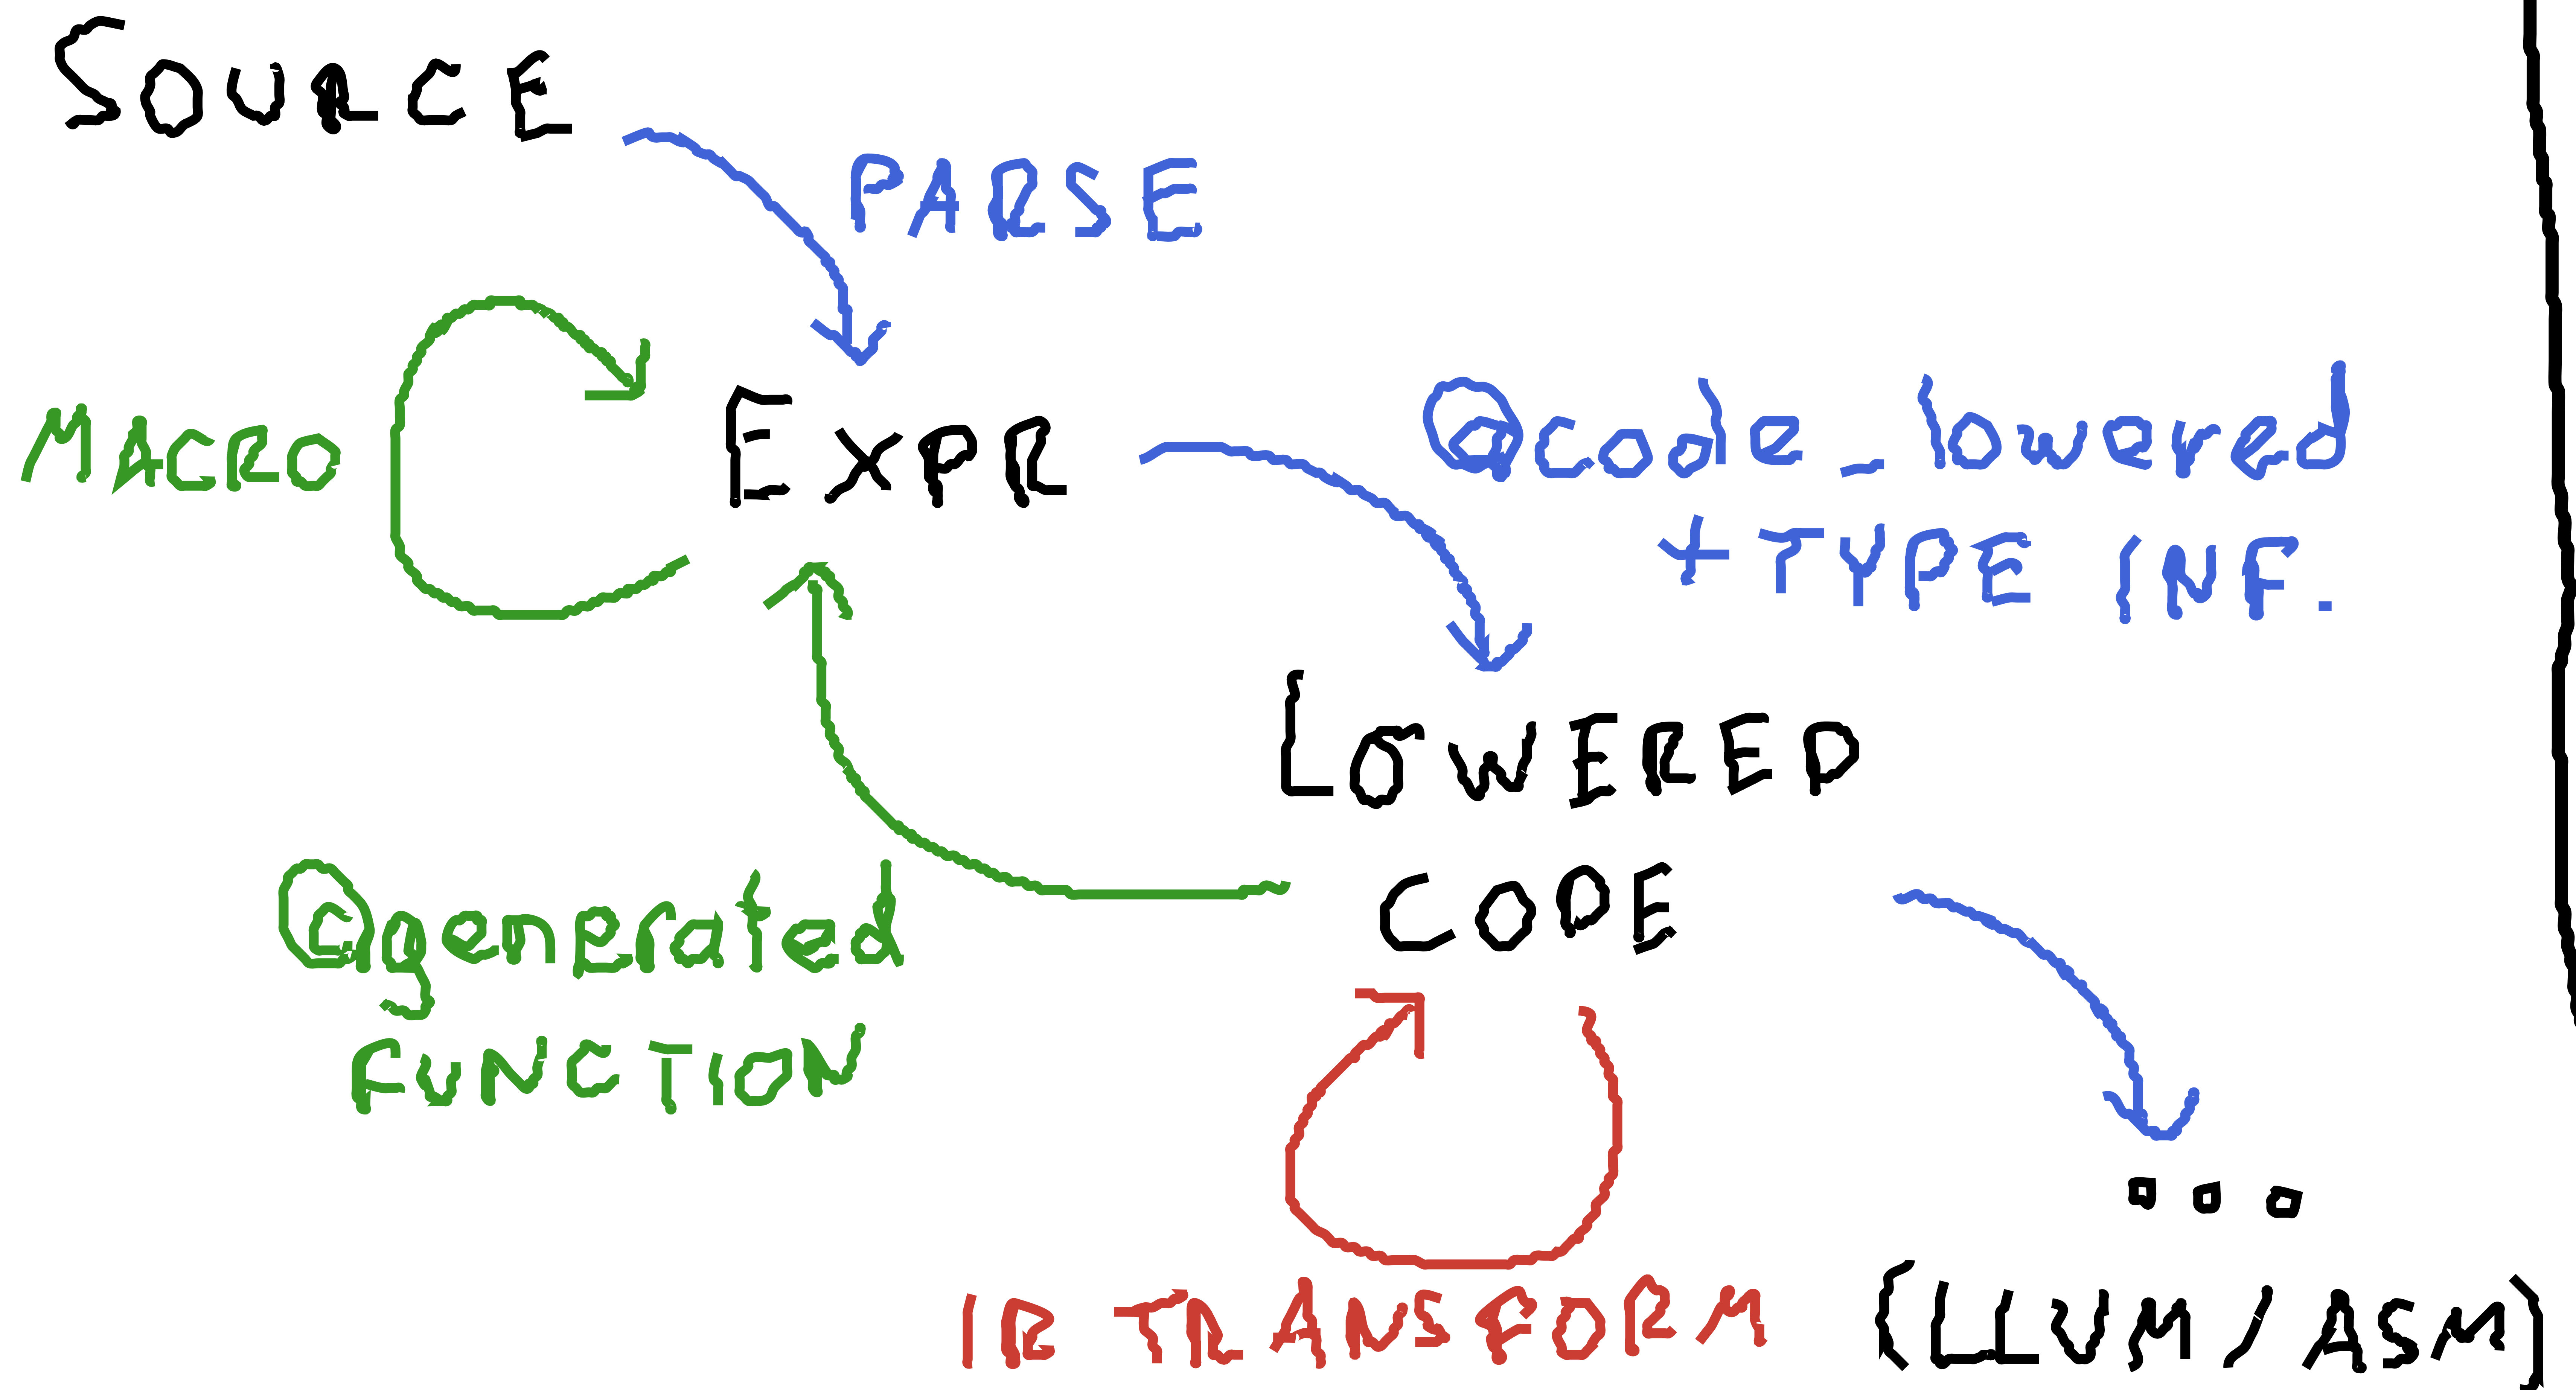 SOURCE
PARSE
MACRO
EXPR
@code_lowered
+ TYPE INF.
LOWERED
CODE
@generated
FUNCTION
...
IR TRANSFORM
(LLVM/ASM)